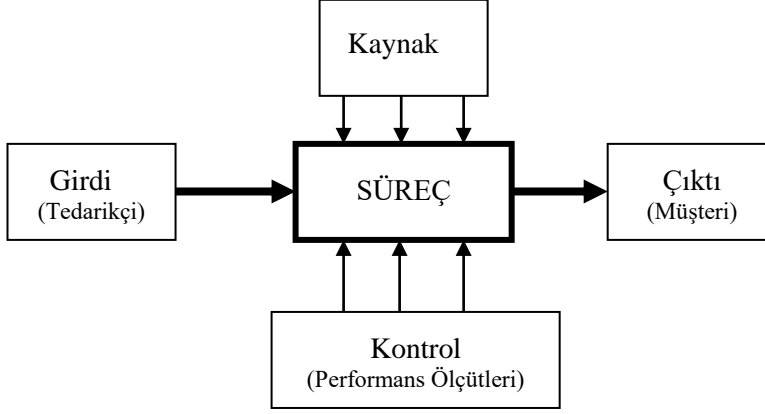 Kaynak
Girdi
(Tedarikçi)
SÜREÇ
Çıktı
(Müşteri)
Kontrol
(Performans Ölçütleri)